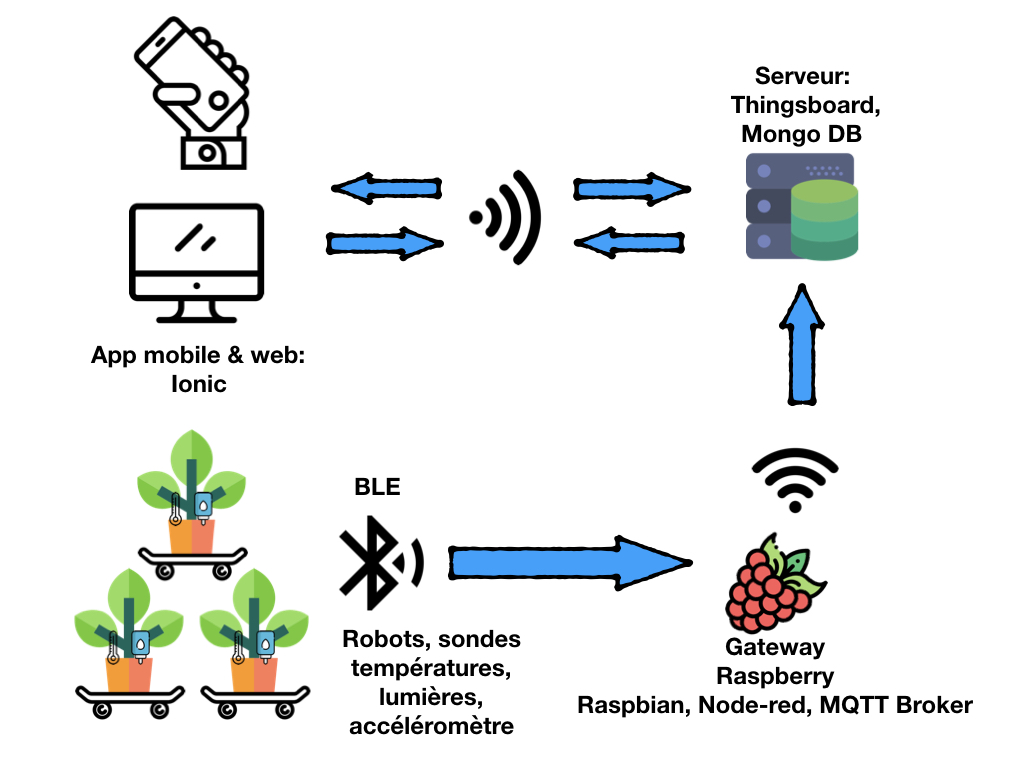 Serveur:
Thingsboard,
Mongo DB
App mobile & web:
Ionic
BLE
Robots, sondes
températures,
lumières,
accéléromètre
Gateway
Raspberry
Raspbian, Node-red, MQTT Broker